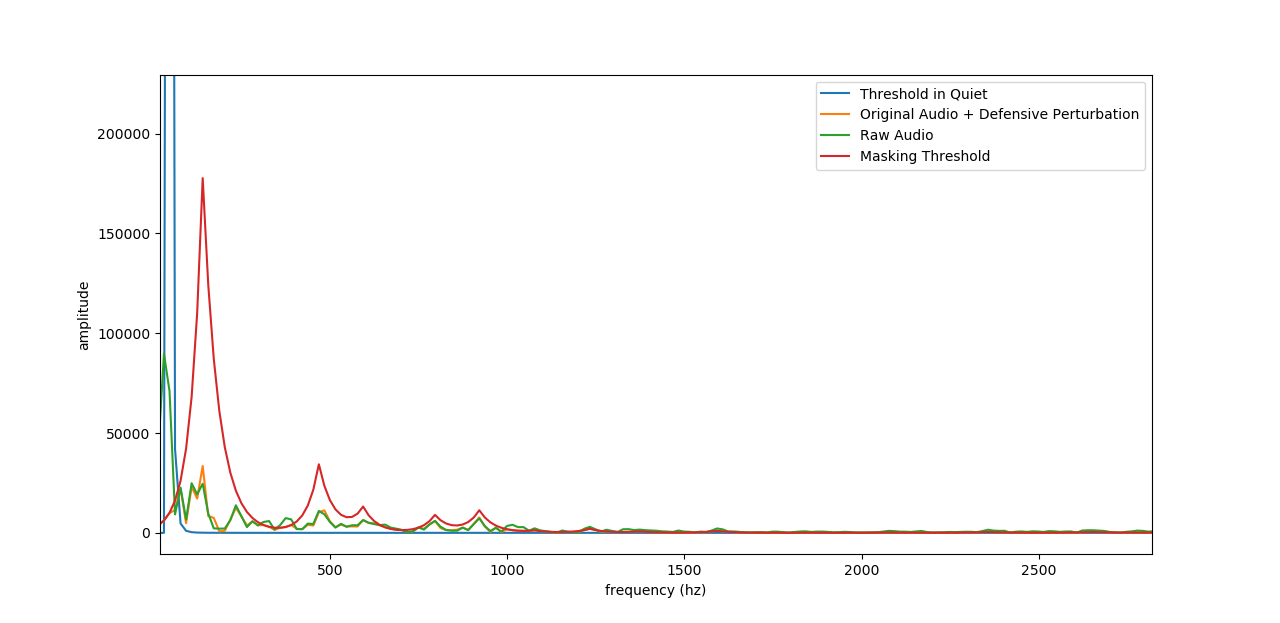 Threshold in Quiet
Original Audio + Defensive Perturbation
Raw Audio
Masking Threshold
200000
150000
100000
50000
0
amplitude
500
1000
1500
2000
2500
frequency (hz)